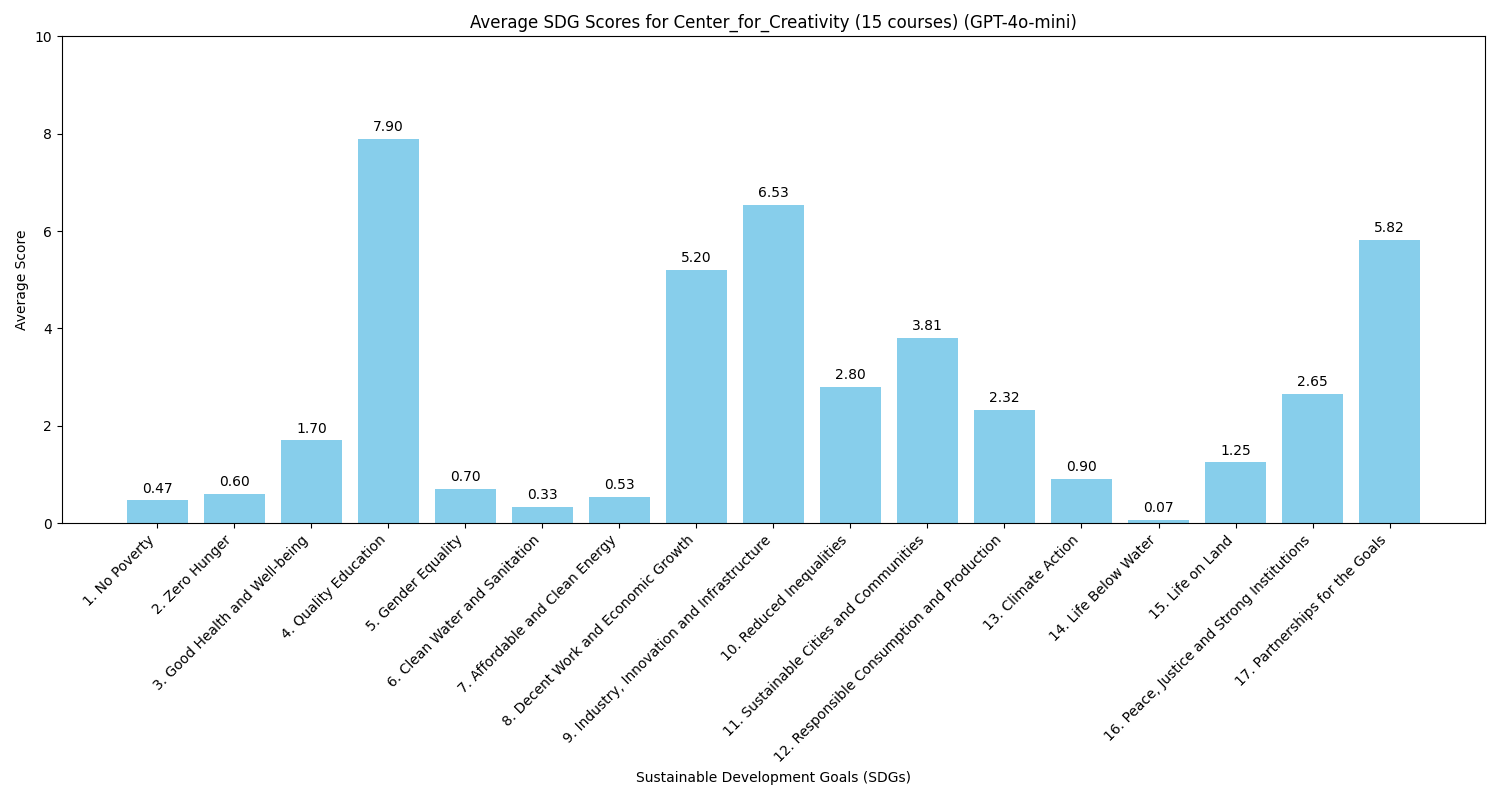 Average SDG Scores for Center_for_Creativity (15 courses) (GPT-4o-mini)
Average Score
10
8
6
4
2
0
0.47
0.60
1.70
7.90
0.70
0.33
0.53
5.20
6.53
2.80
3.81
2.32
0.90
0.07
1.25
2.65
5.82
1. No Poverty
2. Zero Hunger
3. Good Health and Well-being
4. Quality Education
5. Gender Equality
6. Clean Water and Sanitation
7. Affordable and Clean Energy
8. Decent Work and Economic Growth
9. Industry, Innovation and Infrastructure
10. Reduced Inequalities
11. Sustainable Cities and Communities
12. Responsible Consumption and Production
13. Climate Action
14. Life Below Water
15. Life on Land
16. Peace, Justice and Strong Institutions
17. Partnerships for the Goals
Sustainable Development Goals (SDGs)